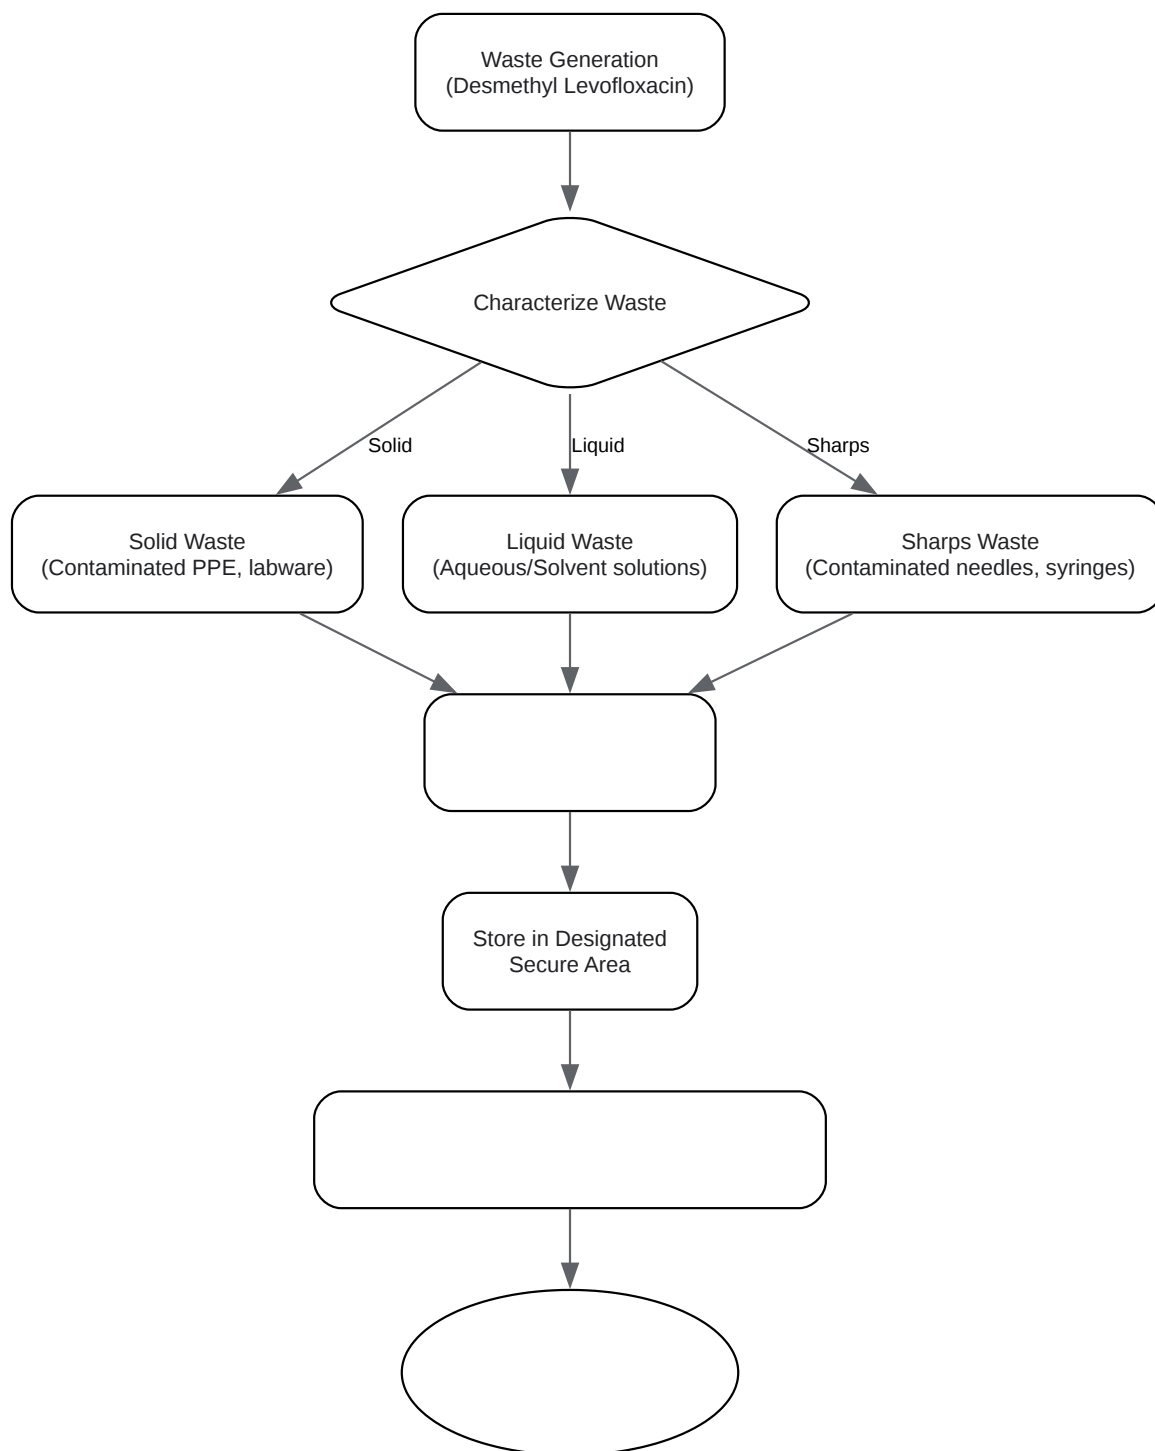 Waste Generation
(Desmethyl Levofloxacin)
Characterize Waste
Solid
Liquid
Sharps
Solid Waste
(Contaminated PPE, labware)
Liquid Waste
(Aqueous/Solvent solutions)
Sharps Waste
(Contaminated needles, syringes)
Store in Designated
Secure Area